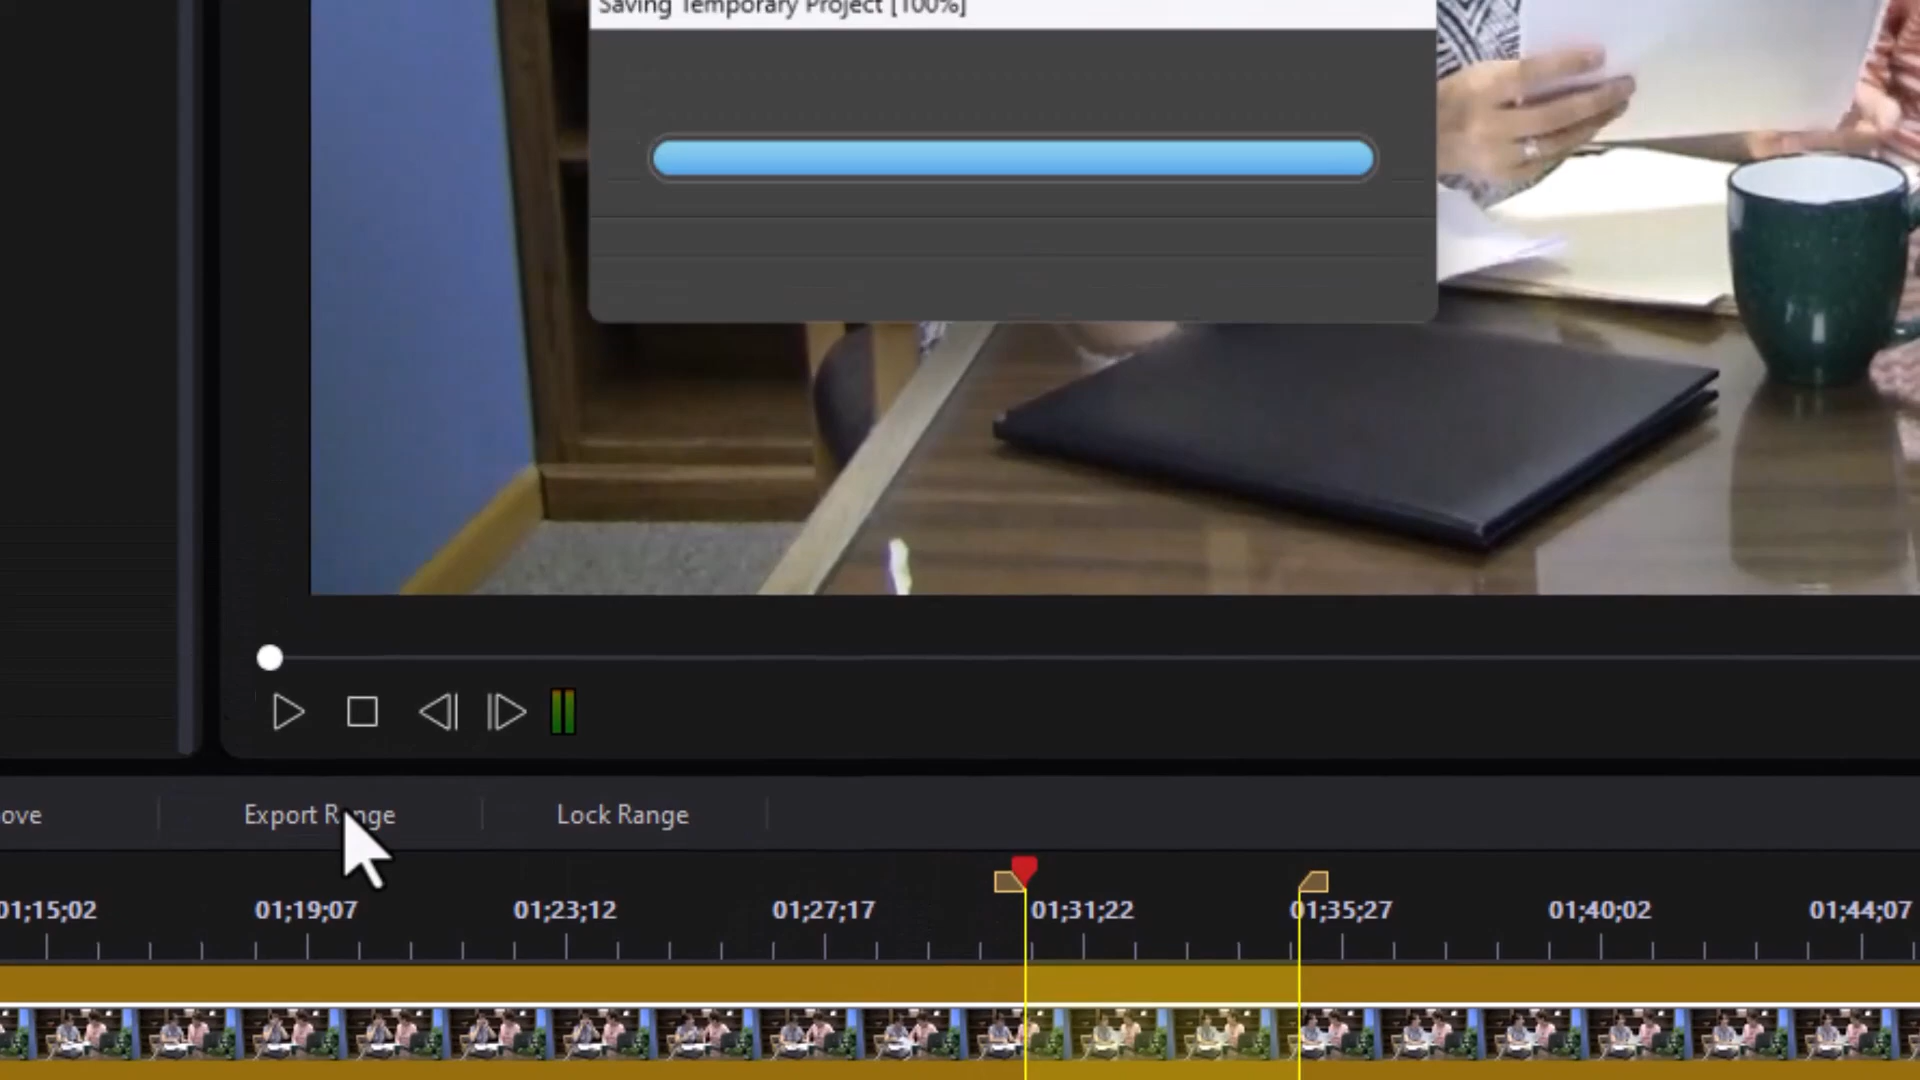 Saving Temporary Project [100%]
ove
Export Range
Lock Range
01;15;02
01;19;07
01;23;12
01;27;17
01;31;22
01;35;27
01;40;02
01;44;07